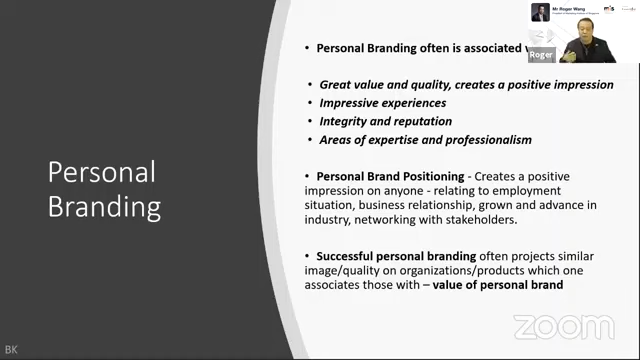 Mr Roger Wang
Roger
• Personal Branding often is associated
• Great value and quality, creates a positive impression
• Impressive experiences
• Integrity and reputation
• Areas of expertise and professionalism
Personal
Branding
• Personal Brand Positioning - Creates a positive
impression on anyone - relating to employment
situation, business relationship, grown and advance in
industry, networking with stakeholders.
• Successful personal branding often projects similar
image/quality on organizations/products which one
associates those with – value of personal brand
zoom
BK